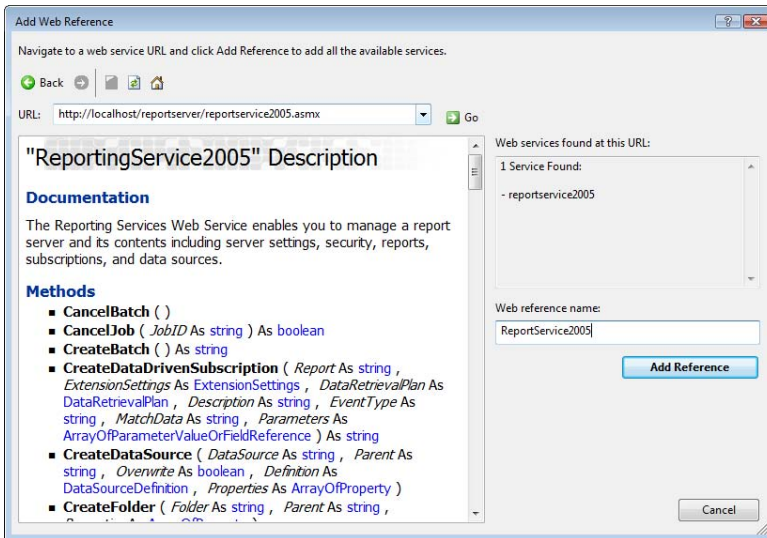 Add Web Reference
Navigate to a web service URL and click Add Reference to add all the available services.
Back
URL: http://localhost/reportserver/reportservice2005.asmx Go
"ReportingService2005" Description
Documentation
The Reporting Services Web Service enables you to manage a report
server and its contents including server settings, security, reports,
subscriptions, and data sources.
Methods
CancelBatch ( )
CancelJob ( JobID As string ) As boolean
CreateBatch ( ) As string
CreateDataDrivenSubscription ( Report As string ,
ExtensionSettings As ExtensionSettings , DataRetrievalPlan As
DataRetrievalPlan , Description As string , EventType As
string , MatchData As string , Parameters As
ArrayOfParameterValueOrFieldReference ) As string
CreateDataSource ( DataSource As string , Parent As
string , Overwrite As boolean , Definition As
DataSourceDefinition , Properties As ArrayOfProperty )
CreateFolder ( Folder As string , Parent As string ,
Web services found at this URL:
1 Service Found:
- reportservice2005
Web reference name:
ReportService2005
Add Reference
Cancel